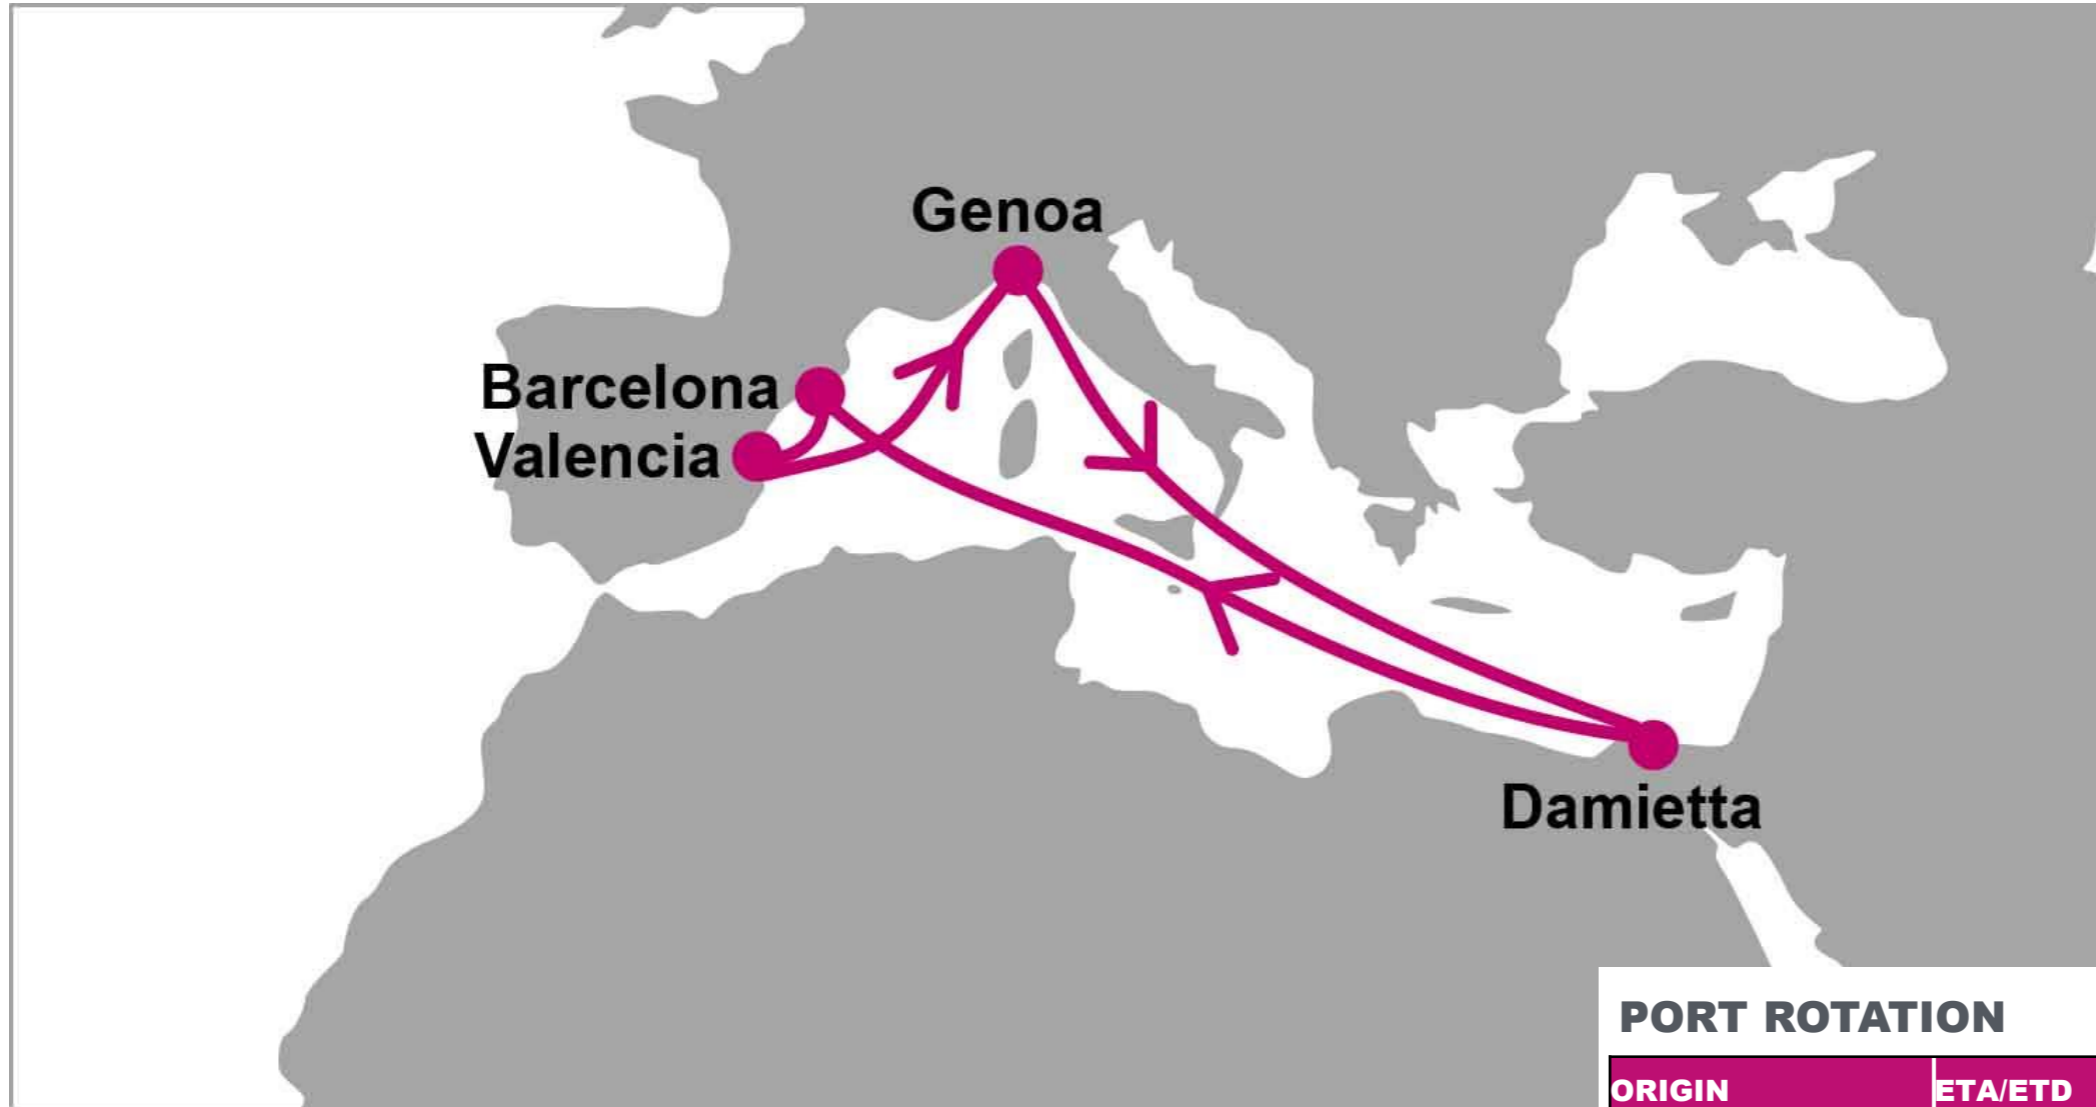 Genoa
Barcelona
Valencia
Damietta
PORT ROTATION
ORIGIN ETA/ETD